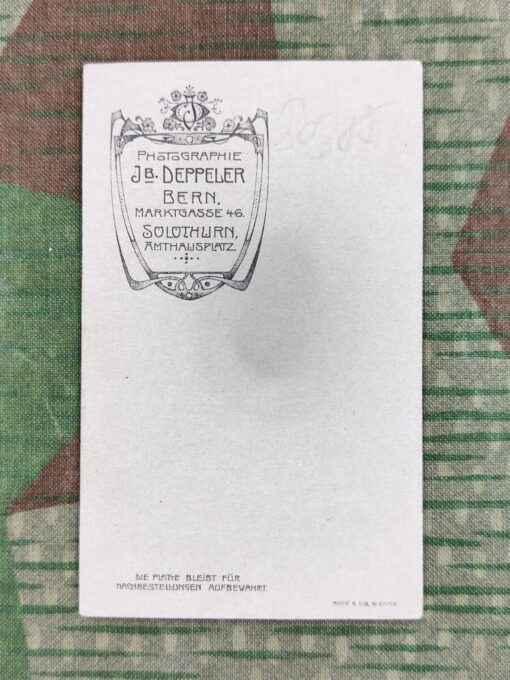 PHOTOGRAPHIE
JB. DEPPELER
BERN,
MARKTGASSE 46.
SOLOTHURN,
AMTHAUSPLATZ.
DIE PLATTE BLEIBT FÜR
NACHBESTELLUNGEN AUFBEWAHRT.